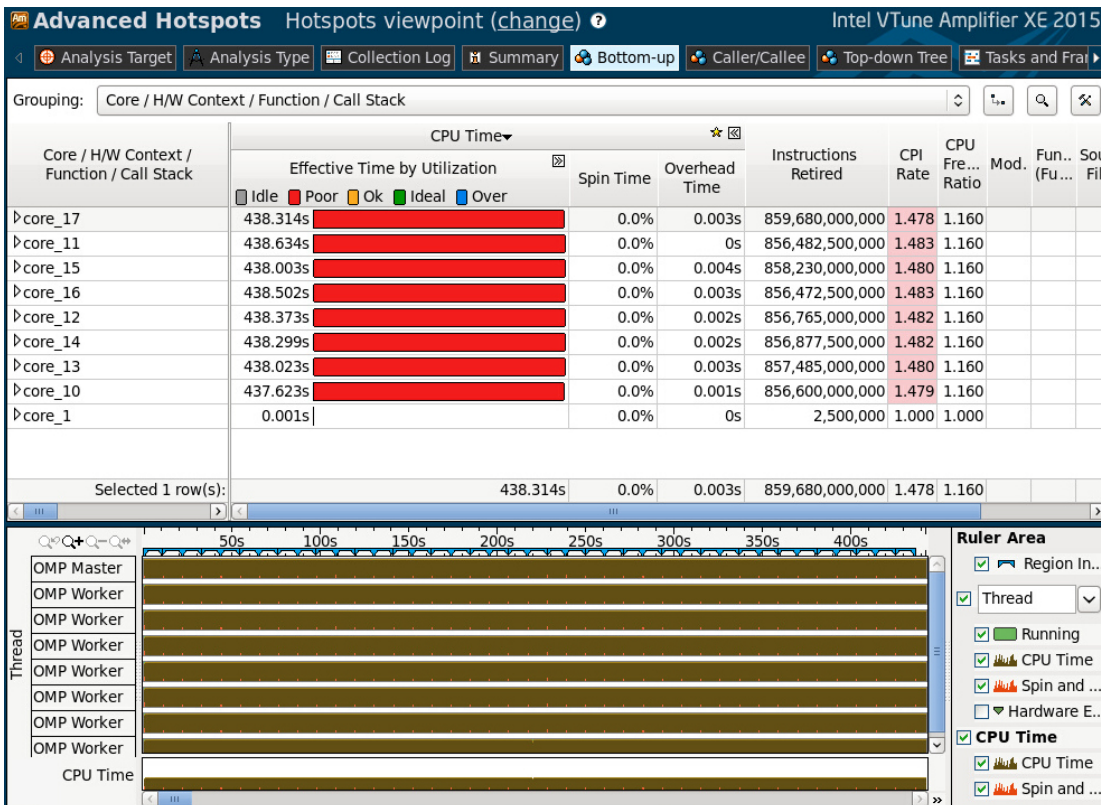 Advanced Hotspots Hotspots viewpoint (change) ? Intel VTune Amplifier XE 2015
Analysis Target Analysis Type Collection Log Summary Bottom-up Caller/Callee Top-down Tree Tasks and Fra
Grouping: Core / H/W Context / Function / Call Stack
Core / H/W Context / Function / Call Stack
CPU Time
Effective Time by Utilization
Idle Poor Ok Ideal Over
Spin Time
Overhead Time
Instructions Retired
CPI Rate
CPU Fre... Ratio
Mod.
Fun.. (Fu...
Sou Fil
core_17 438.314s 0.0% 0.003s 859,680,000,000 1.478 1.160
core_11 438.634s 0.0% 0s 856,482,500,000 1.483 1.160
core_15 438.003s 0.0% 0.004s 858,230,000,000 1.480 1.160
core_16 438.502s 0.0% 0.003s 856,472,500,000 1.483 1.160
core_12 438.373s 0.0% 0.002s 856,765,000,000 1.482 1.160
core_14 438.299s 0.0% 0.002s 856,877,500,000 1.482 1.160
core_13 438.023s 0.0% 0.003s 857,485,000,000 1.480 1.160
core_10 437.623s 0.0% 0.001s 856,600,000,000 1.479 1.160
core_1 0.001s 0.0% 0s 2,500,000 1.000 1.000
Selected 1 row(s): 438.314s 0.0% 0.003s 859,680,000,000 1.478 1.160
50s 100s 150s 200s 250s 300s 350s 400s
Thread
OMP Master
OMP Worker
OMP Worker
OMP Worker
OMP Worker
OMP Worker
OMP Worker
OMP Worker
CPU Time
Ruler Area
Region In..
Thread
Running
CPU Time
Spin and ...
Hardware E..
CPU Time
CPU Time
Spin and ...